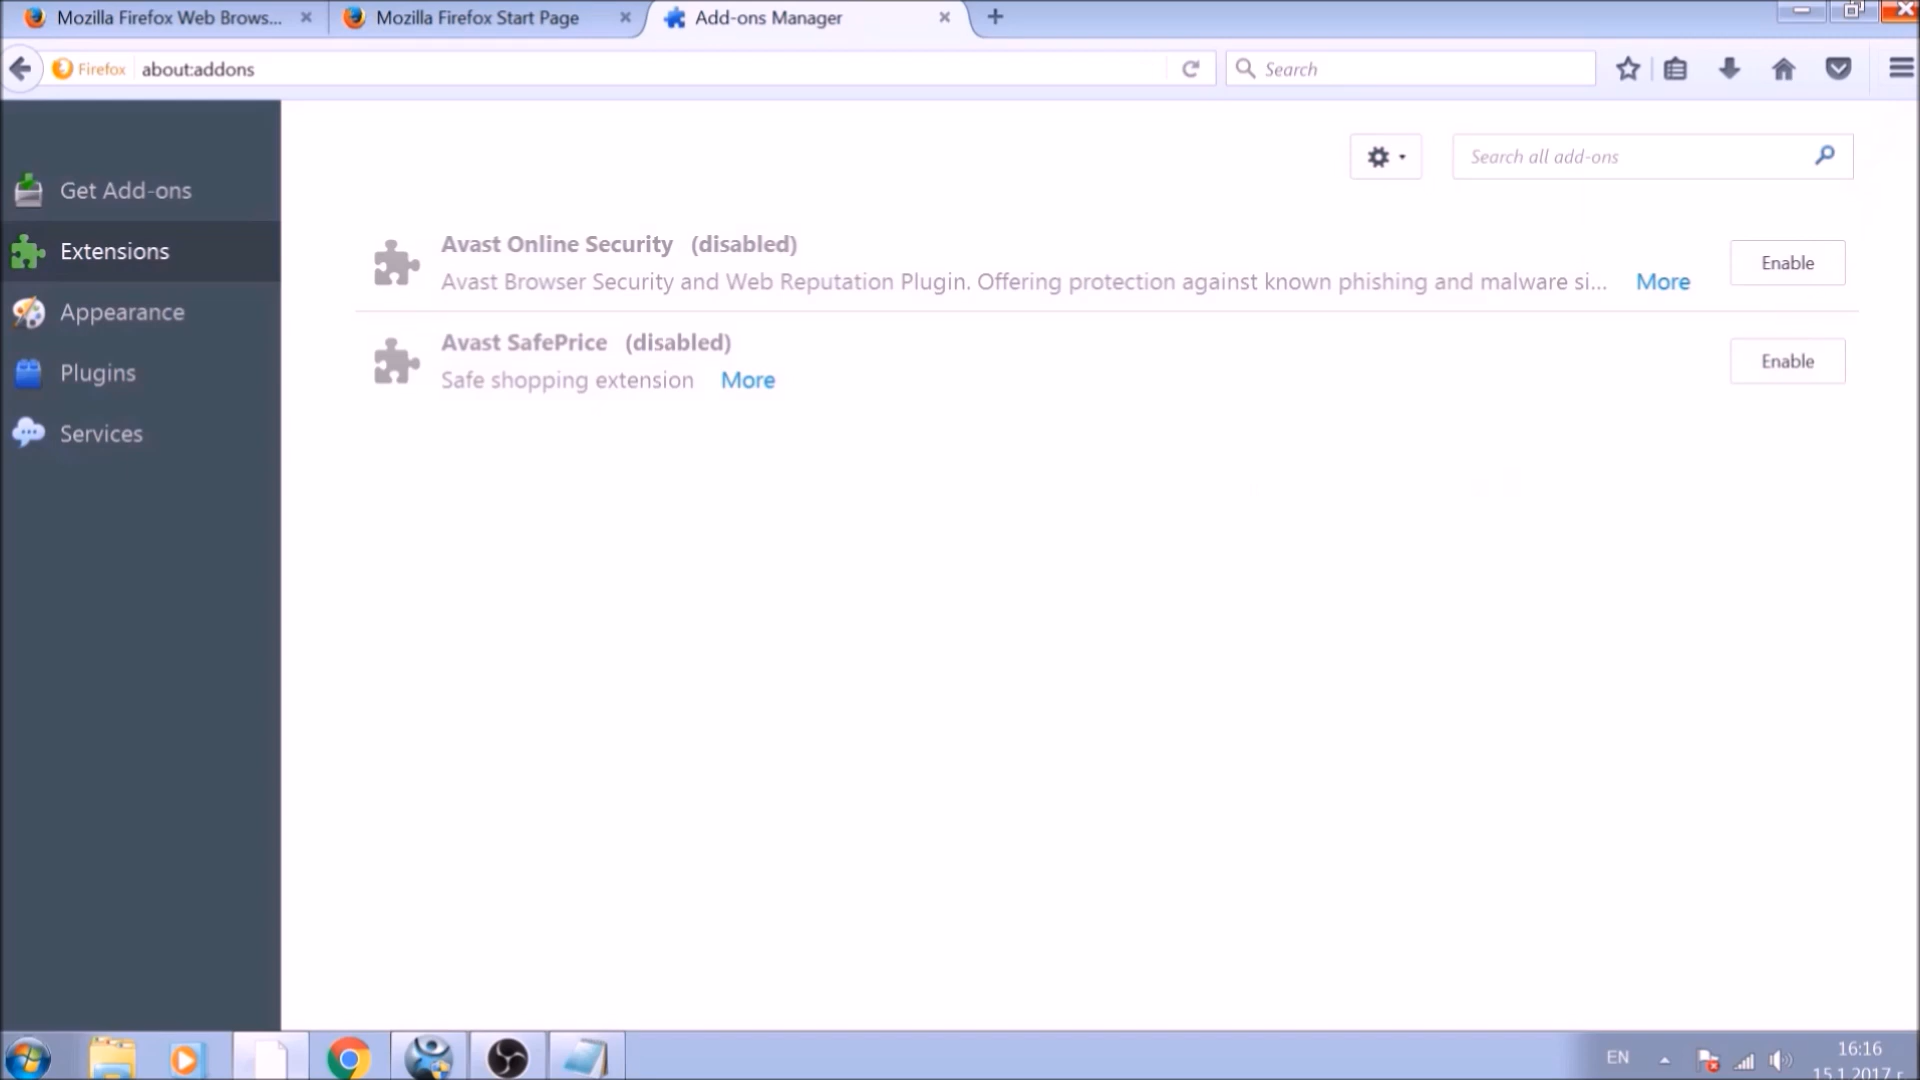 Mozilla Firefox Web Brows...
Mozilla Firefox Start Page
Add-ons Manager
Firefox
about:addons
Search
Search all add-ons
Get Add-ons
Extensions
Appearance
Plugins
Services
Avast Online Security (disabled)
Avast Browser Security and Web Reputation Plugin. Offering protection against known phishing and malware si... More
Enable
Avast SafePrice (disabled)
Safe shopping extension More
Enable
EN
16:16
15.1.2017 г.